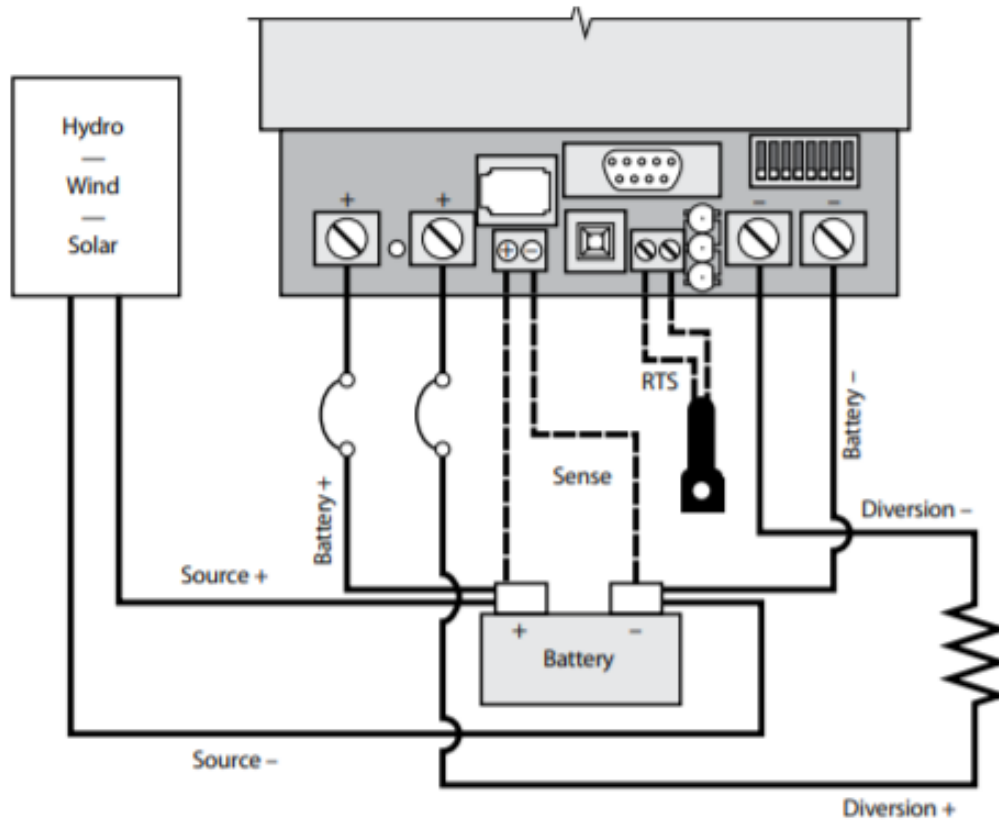 Hydro
—
Wind
—
Solar
+
+
+ −
−
−
RTS
Sense
Battery +
Battery −
Diversion −
Source +
+
−
Battery
Source −
Diversion +